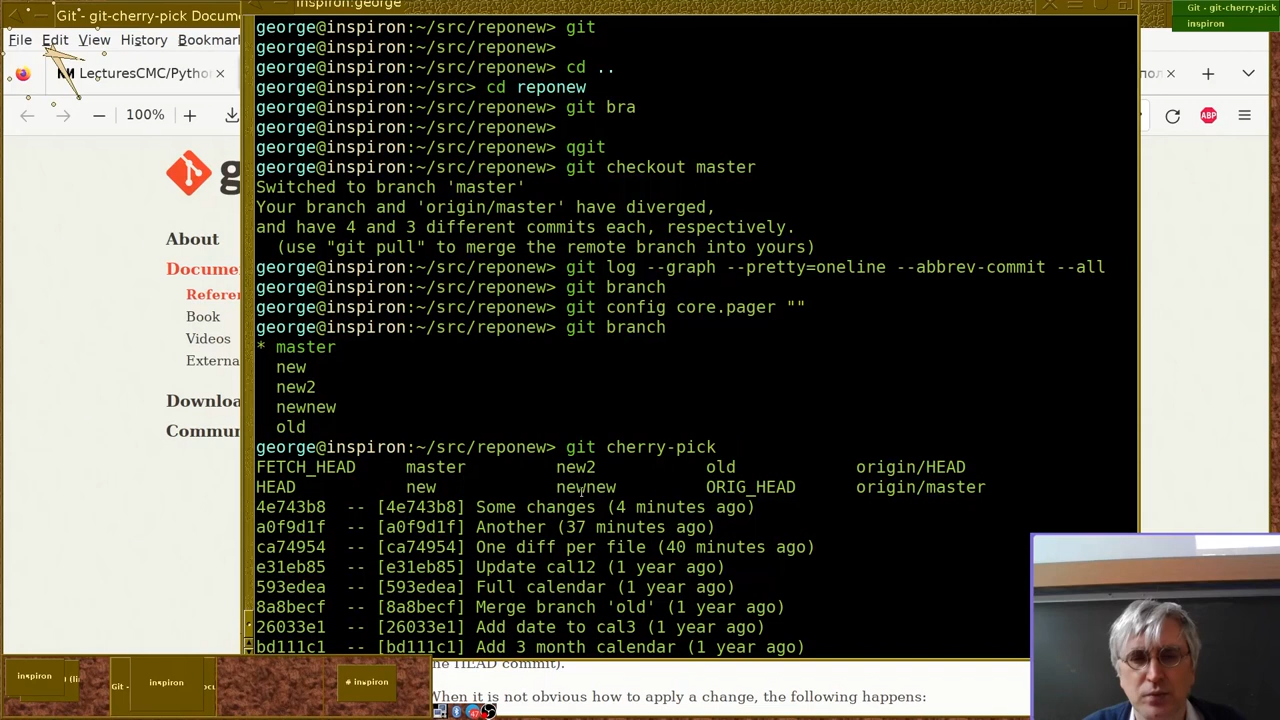 Git - git-cherry-pick Docume
inspiron:george
Git - git-cherry-pick
inspiron
File Edit View History Bookmar
LecturesCMC/Pytho
100%
g
About
Docume
Refere
Book
Videos
Externa
Downloa
Commun
george@inspiron:~/src/reponew> git
george@inspiron:~/src/reponew>
george@inspiron:~/src/reponew> cd ..
george@inspiron:~/src> cd reponew
george@inspiron:~/src/reponew> git bra
george@inspiron:~/src/reponew>
george@inspiron:~/src/reponew> qgit
george@inspiron:~/src/reponew> git checkout master
Switched to branch 'master'
Your branch and 'origin/master' have diverged,
and have 4 and 3 different commits each, respectively.
(use "git pull" to merge the remote branch into yours)
george@inspiron:~/src/reponew> git log --graph --pretty=oneline --abbrev-commit --all
george@inspiron:~/src/reponew> git branch
george@inspiron:~/src/reponew> git config core.pager ""
george@inspiron:~/src/reponew> git branch
* master
new
new2
newnew
old
george@inspiron:~/src/reponew> git cherry-pick
FETCH_HEAD master new2 old origin/HEAD
HEAD new newnew ORIG_HEAD origin/master
4e743b8 -- [4e743b8] Some changes (4 minutes ago)
a0f9d1f -- [a0f9d1f] Another (37 minutes ago)
ca74954 -- [ca74954] One diff per file (40 minutes ago)
e31eb85 -- [e31eb85] Update cal12 (1 year ago)
593edea -- [593edea] Full calendar (1 year ago)
8a8becf -- [8a8becf] Merge branch 'old' (1 year ago)
26033e1 -- [26033e1] Add date to cal3 (1 year ago)
bd111c1 -- [bd111c1] Add 3 month calendar (1 year ago)
he HEAD commit).
When it is not obvious how to apply a change, the following happens:
inspiron
Git -
inspiron
# inspiron
ABP